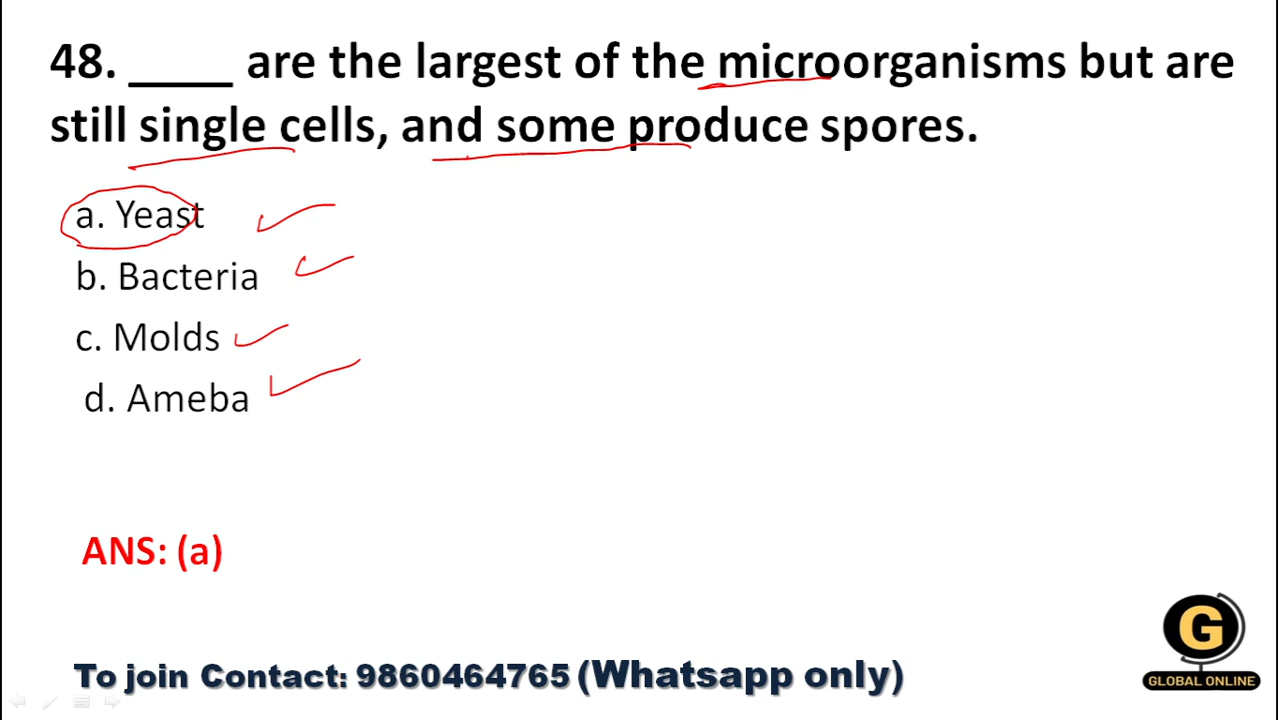 48. ____ are the largest of the microorganisms but are
still single cells, and some produce spores.
a. Yeast
b. Bacteria
c. Molds
d. Ameba
ANS: (a)
G
GLOBAL ONLINE
To join Contact: 9860464765 (Whatsapp only)